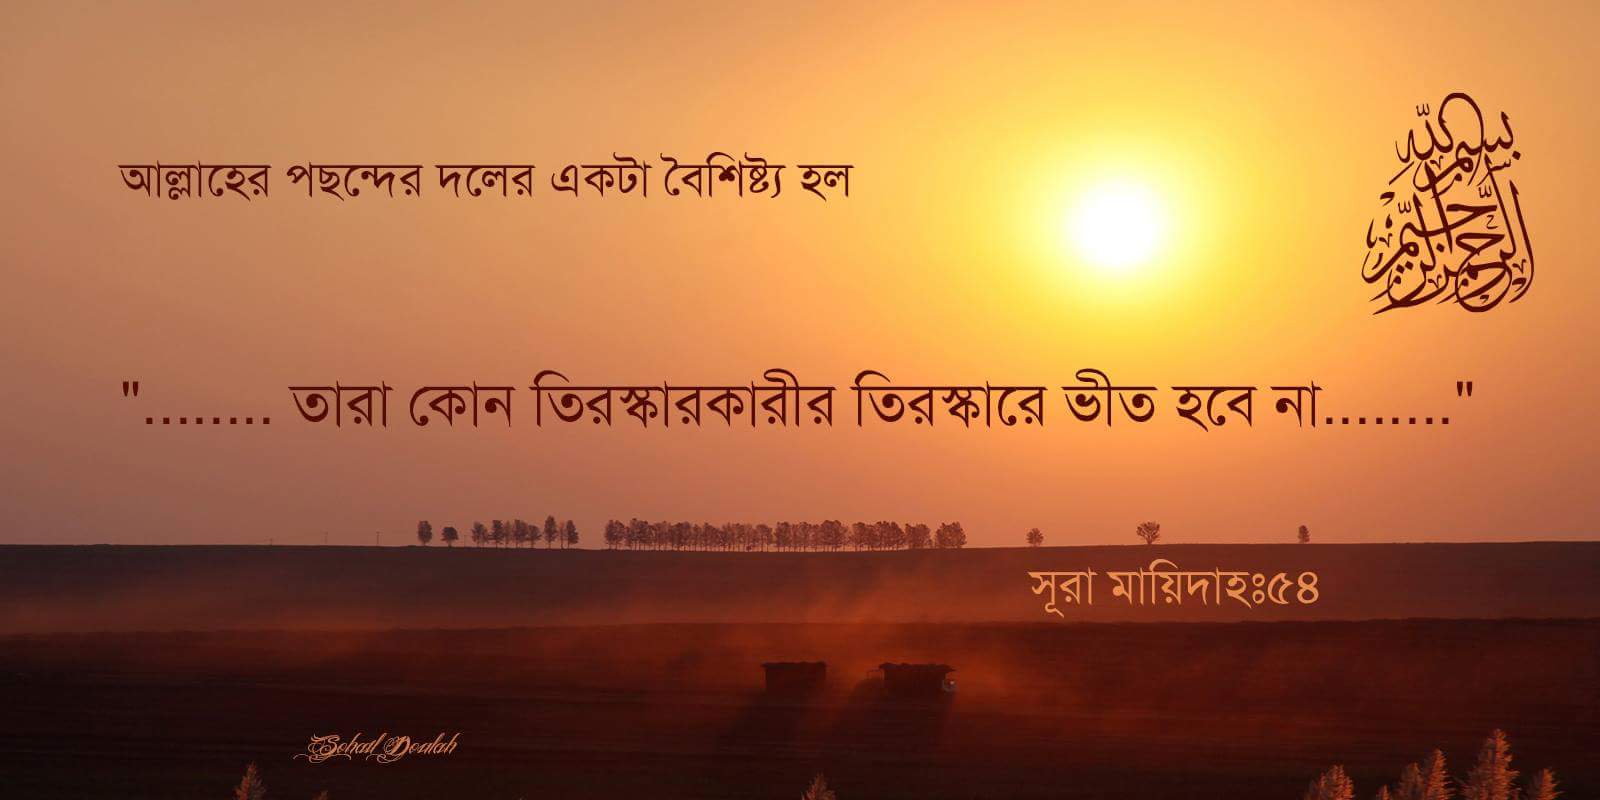 আল্লাহের পছন্দের দলের একটা বৈশিষ্ট্য হল
بسم الله الرحمن الرحيم
"........ তারা কোন তিরস্কারকারীর তিরস্কারে ভীত হবে না........"
সূরা মায়িদাহঃ৫৪
Sohail Doulah